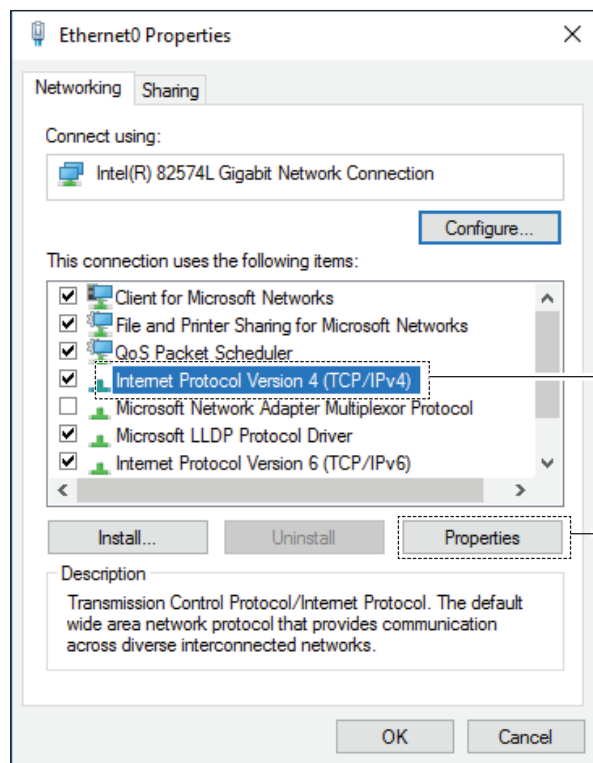 Ethernet0 Properties
Networking
Sharing
Connect using:
Intel(R) 82574L Gigabit Network Connection
Configure...
This connection uses the following items:
Client for Microsoft Networks
File and Printer Sharing for Microsoft Networks
QoS Packet Scheduler
Internet Protocol Version 4 (TCP/IPv4)
Microsoft Network Adapter Multiplexor Protocol
Microsoft LLDP Protocol Driver
Internet Protocol Version 6 (TCP/IPv6)
Install... Uninstall Properties
Description
Transmission Control Protocol/Internet Protocol. The default
wide area network protocol that provides communication
across diverse interconnected networks.
OK Cancel